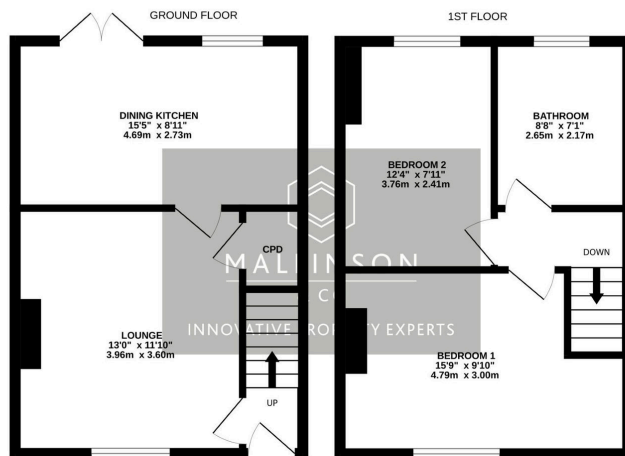 GROUND FLOOR
1ST FLOOR
DINING KITCHEN
15'5" x 8'11"
4.69m x 2.73m
BATHROOM
8'8" x 7'1"
2.65m x 2.17m
BEDROOM 2
12'4" x 7'11"
3.76m x 2.41m
CPD
DOWN
MALLINSON
CO
INNOVATIVE PROPERTY EXPERTS
LOUNGE
13'0" x 11'10"
3.96m x 3.60m
BEDROOM 1
15'9" x 9'10"
4.79m x 3.00m
UP